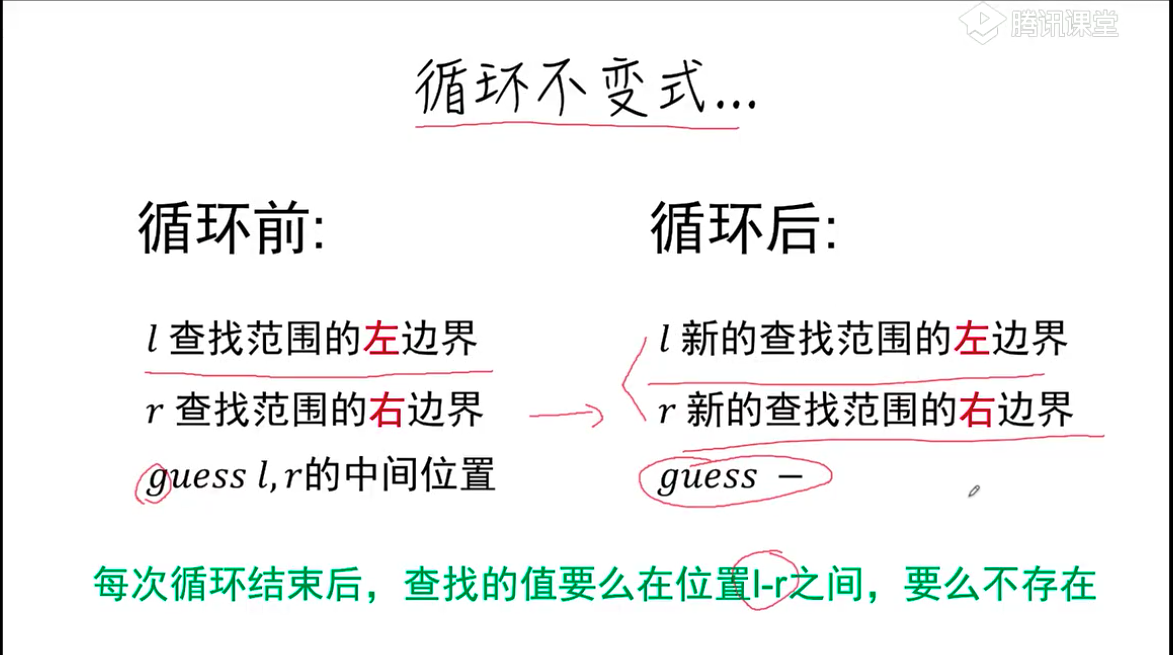 腾讯课堂
循环不变式...
循环前:
l 查找范围的左边界
r 查找范围的右边界
guess l,r的中间位置
循环后:
l 新的查找范围的左边界
r 新的查找范围的右边界
guess −
每次循环结束后，查找的值要么在位置l-r之间，要么不存在